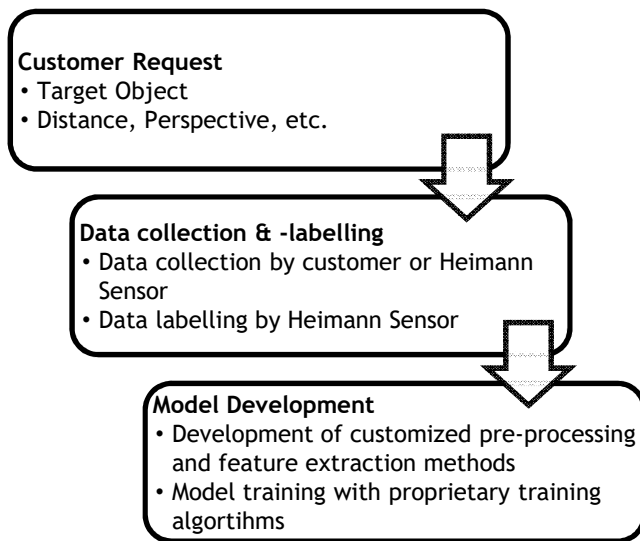 Customer Request
• Target Object
• Distance, Perspective, etc.
Data collection & -labelling
• Data collection by customer or Heimann
Sensor
• Data labelling by Heimann Sensor
Model Development
• Development of customized pre-processing
and feature extraction methods
• Model training with proprietary training
algortihms